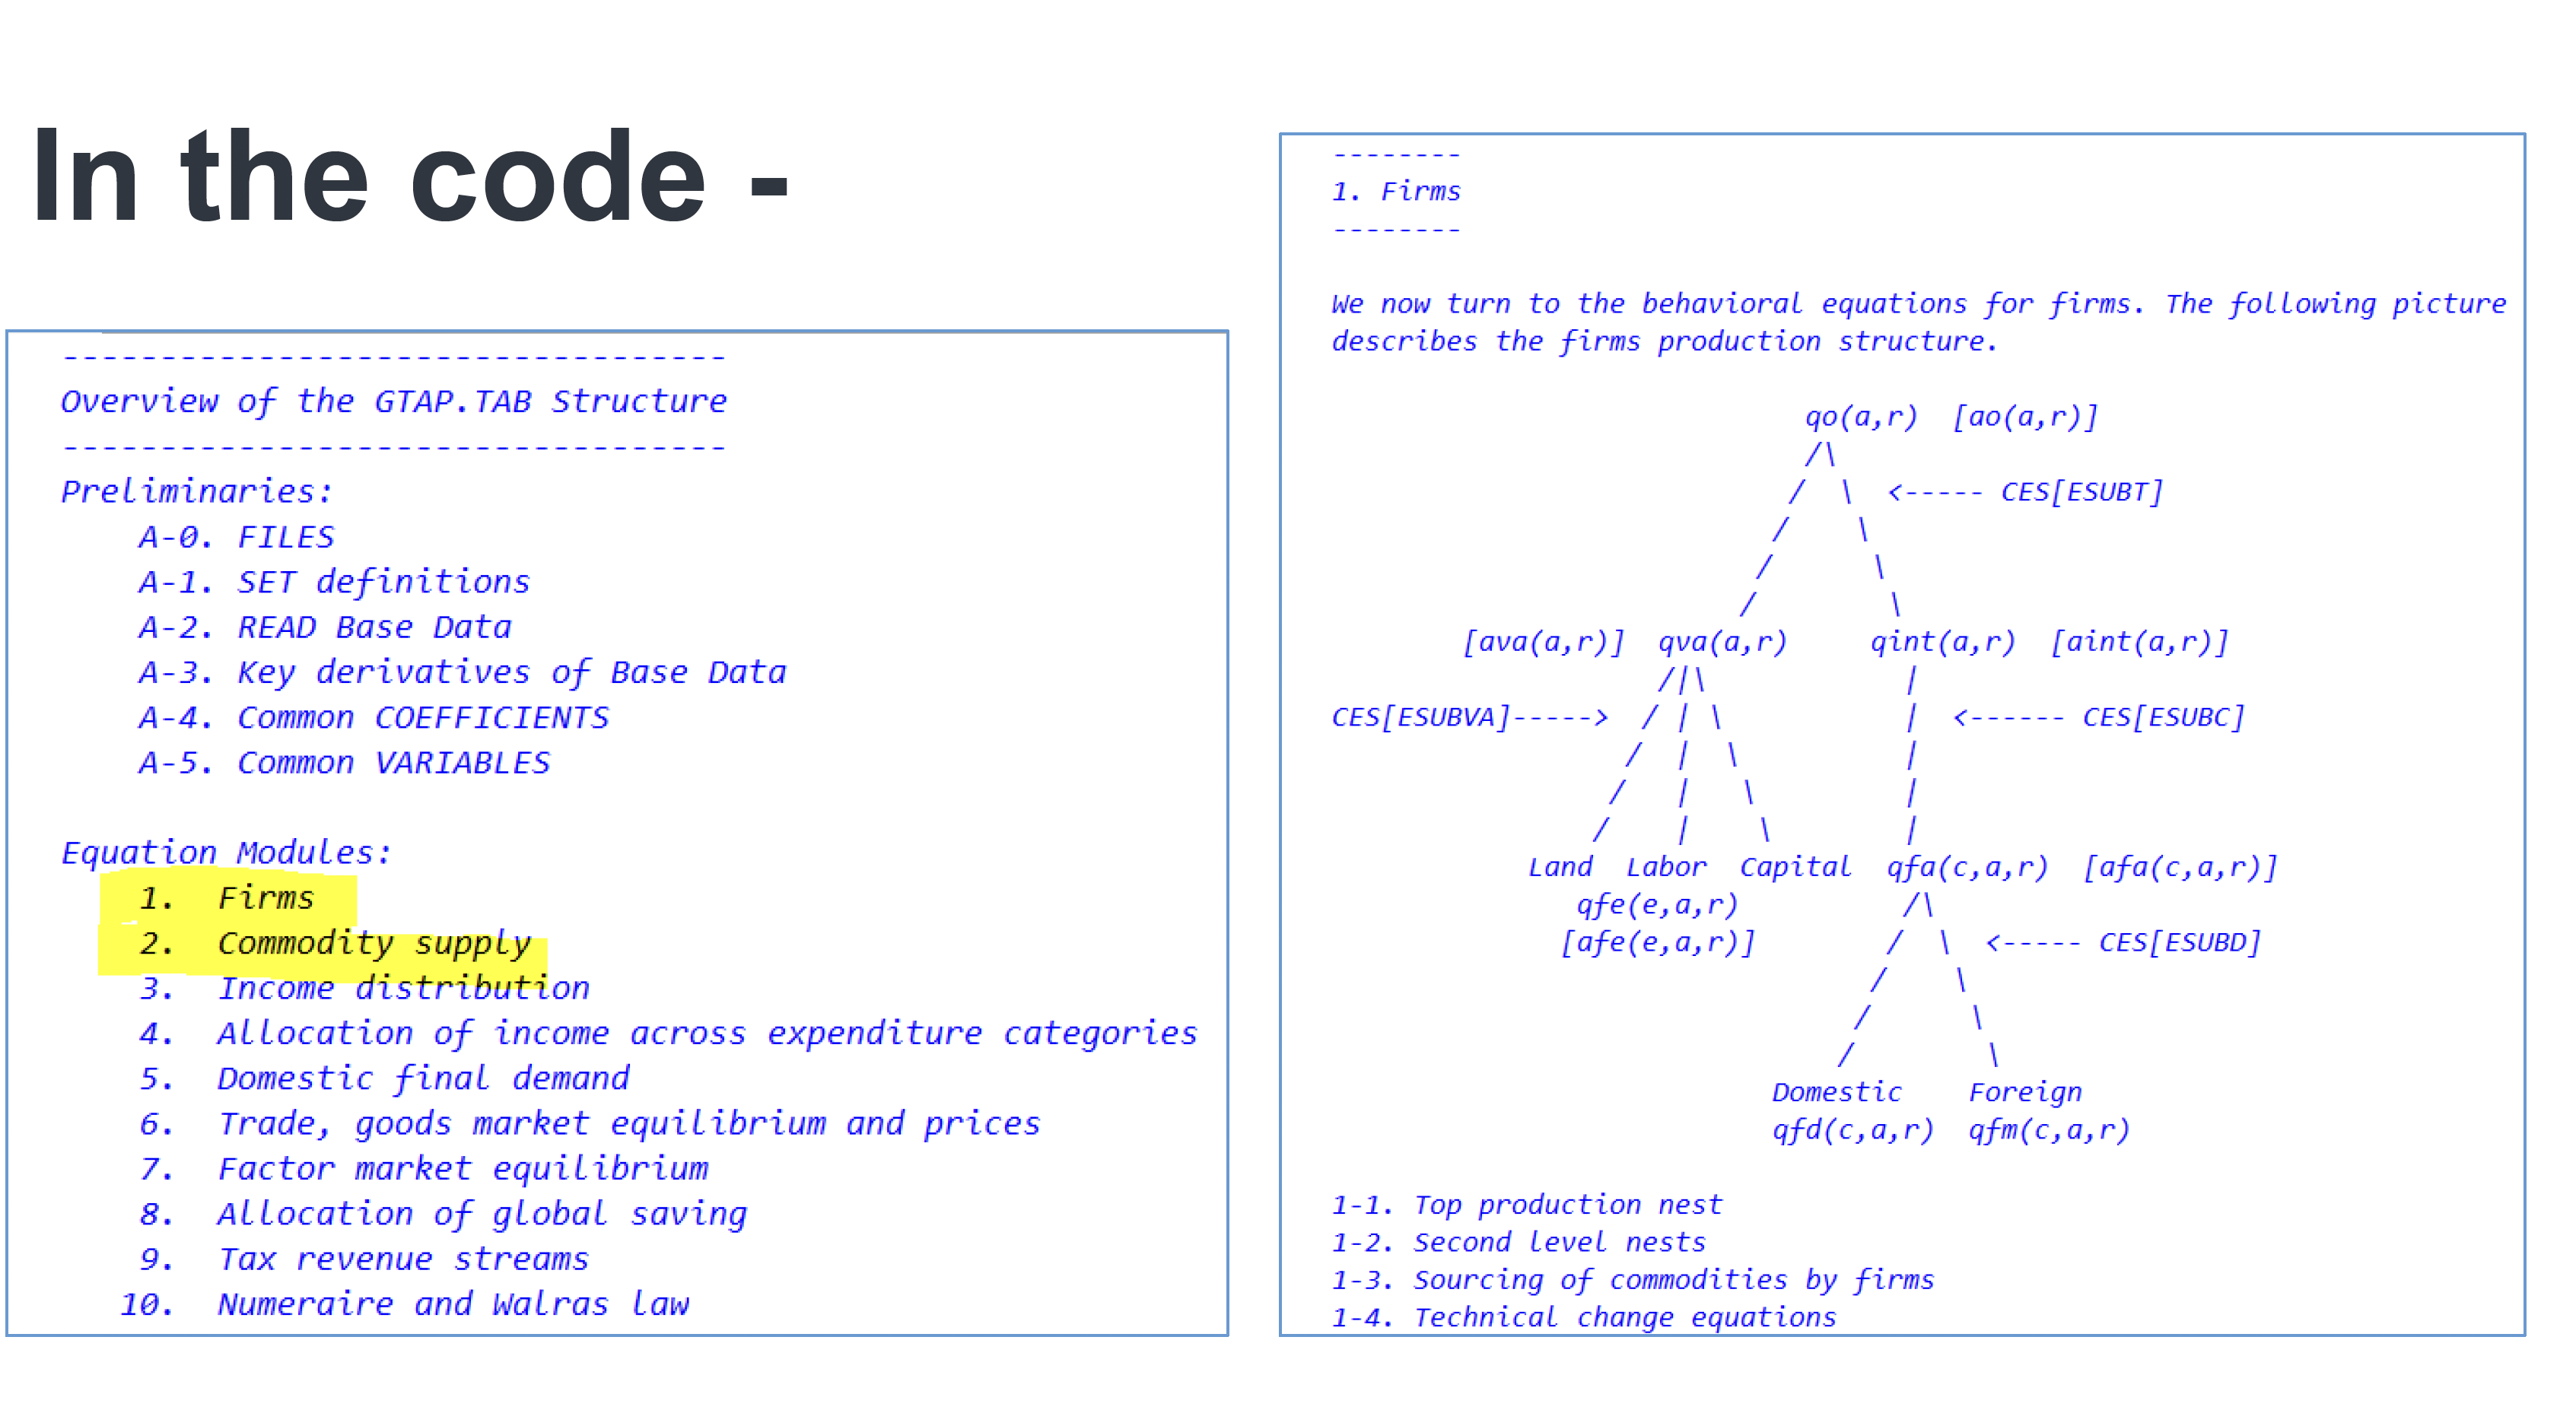 In the code -
---------------------------------
Overview of the GTAP.TAB Structure
---------------------------------
Preliminaries:
A-0. FILES
A-1. SET definitions
A-2. READ Base Data
A-3. Key derivatives of Base Data
A-4. Common COEFFICIENTS
A-5. Common VARIABLES
Equation Modules:
1. Firms
2. Commodity supply
3. Income distribution
4. Allocation of income across expenditure categories
5. Domestic final demand
6. Trade, goods market equilibrium and prices
7. Factor market equilibrium
8. Allocation of global saving
9. Tax revenue streams
10. Numeraire and Walras law
--------
1. Firms
--------
We now turn to the behavioral equations for firms. The following picture
describes the firms production structure.
qo(a,r) [ao(a,r)]
/\
/ \ <----- CES[ESUBT]
/ \
/ \
/ \
[ava(a,r)] qva(a,r) qint(a,r) [aint(a,r)]
/|\ |
CES[ESUBVA]-----> / | \ | <------ CES[ESUBC]
/ | \ |
/ | \ |
/ | \ |
Land Labor Capital qfa(c,a,r) [afa(c,a,r)]
qfe(e,a,r) /\
[afe(e,a,r)] / \ <----- CES[ESUBD]
/ \
/ \
/ \
Domestic Foreign
qfd(c,a,r) qfm(c,a,r)
1-1. Top production nest
1-2. Second level nests
1-3. Sourcing of commodities by firms
1-4. Technical change equations